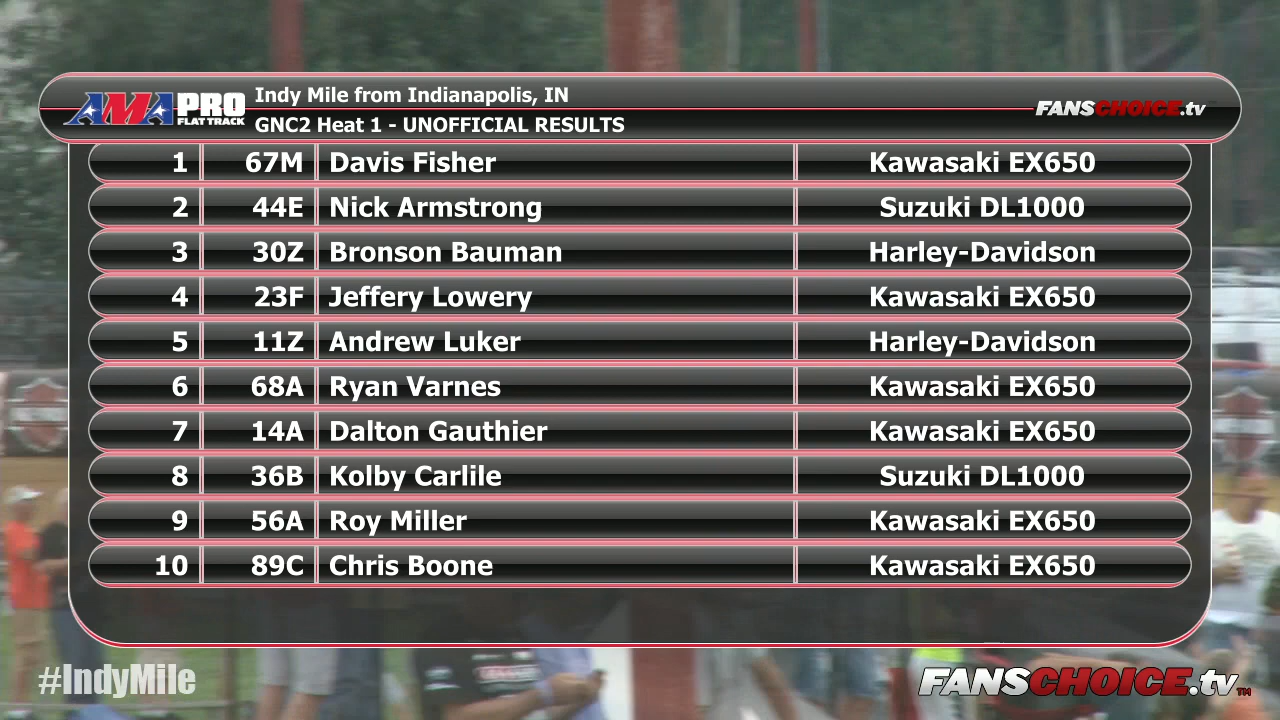 AMA PRO FLAT TRACK
Indy Mile from Indianapolis, IN
GNC2 Heat 1 - UNOFFICIAL RESULTS
FANSCHOICE.tv
1 67M Davis Fisher Kawasaki EX650
2 44E Nick Armstrong Suzuki DL1000
3 30Z Bronson Bauman Harley-Davidson
4 23F Jeffery Lowery Kawasaki EX650
5 11Z Andrew Luker Harley-Davidson
6 68A Ryan Varnes Kawasaki EX650
7 14A Dalton Gauthier Kawasaki EX650
8 36B Kolby Carlile Suzuki DL1000
9 56A Roy Miller Kawasaki EX650
10 89C Chris Boone Kawasaki EX650
#IndyMile
FANSCHOICE.tv™